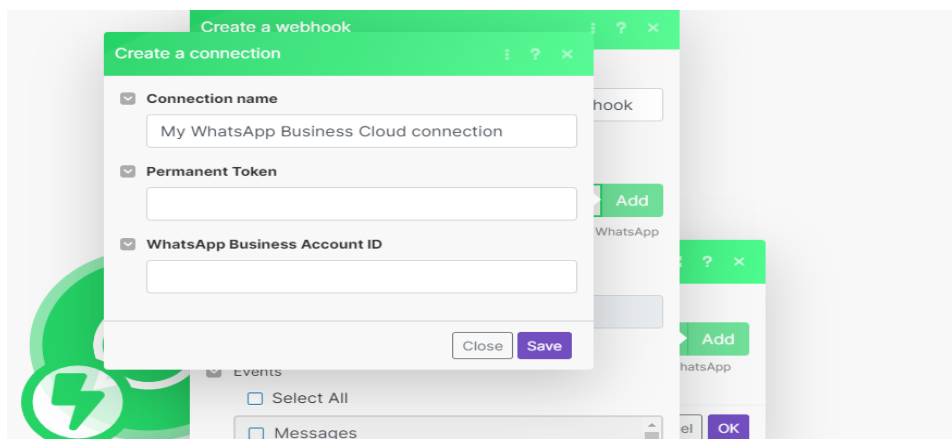 Create a webhook
Create a connection
Connection name
My WhatsApp Business Cloud connection
hook
Permanent Token
Add
WhatsApp
WhatsApp Business Account ID
Close
Save
Add
hatsApp
Events
Select All
Messages
el
OK